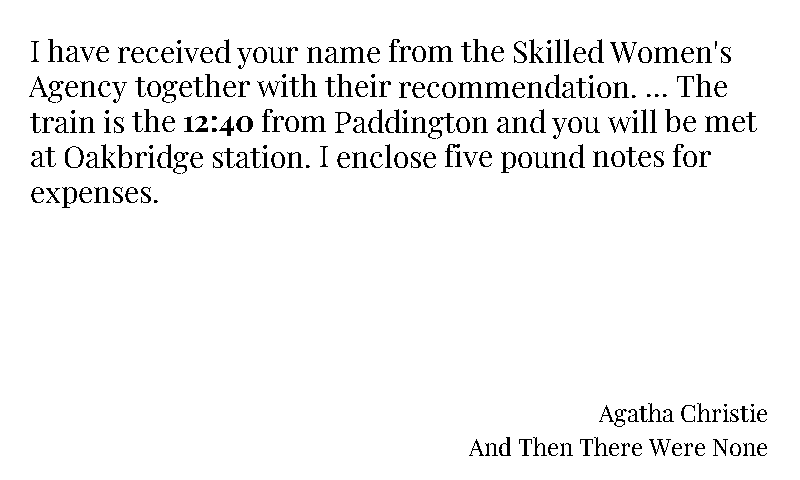 I have received your name from the Skilled Women's
Agency together with their recommendation. ... The
train is the 12:40 from Paddington and you will be met
at Oakbridge station. I enclose five pound notes for
expenses.
Agatha Christie
And Then There Were None